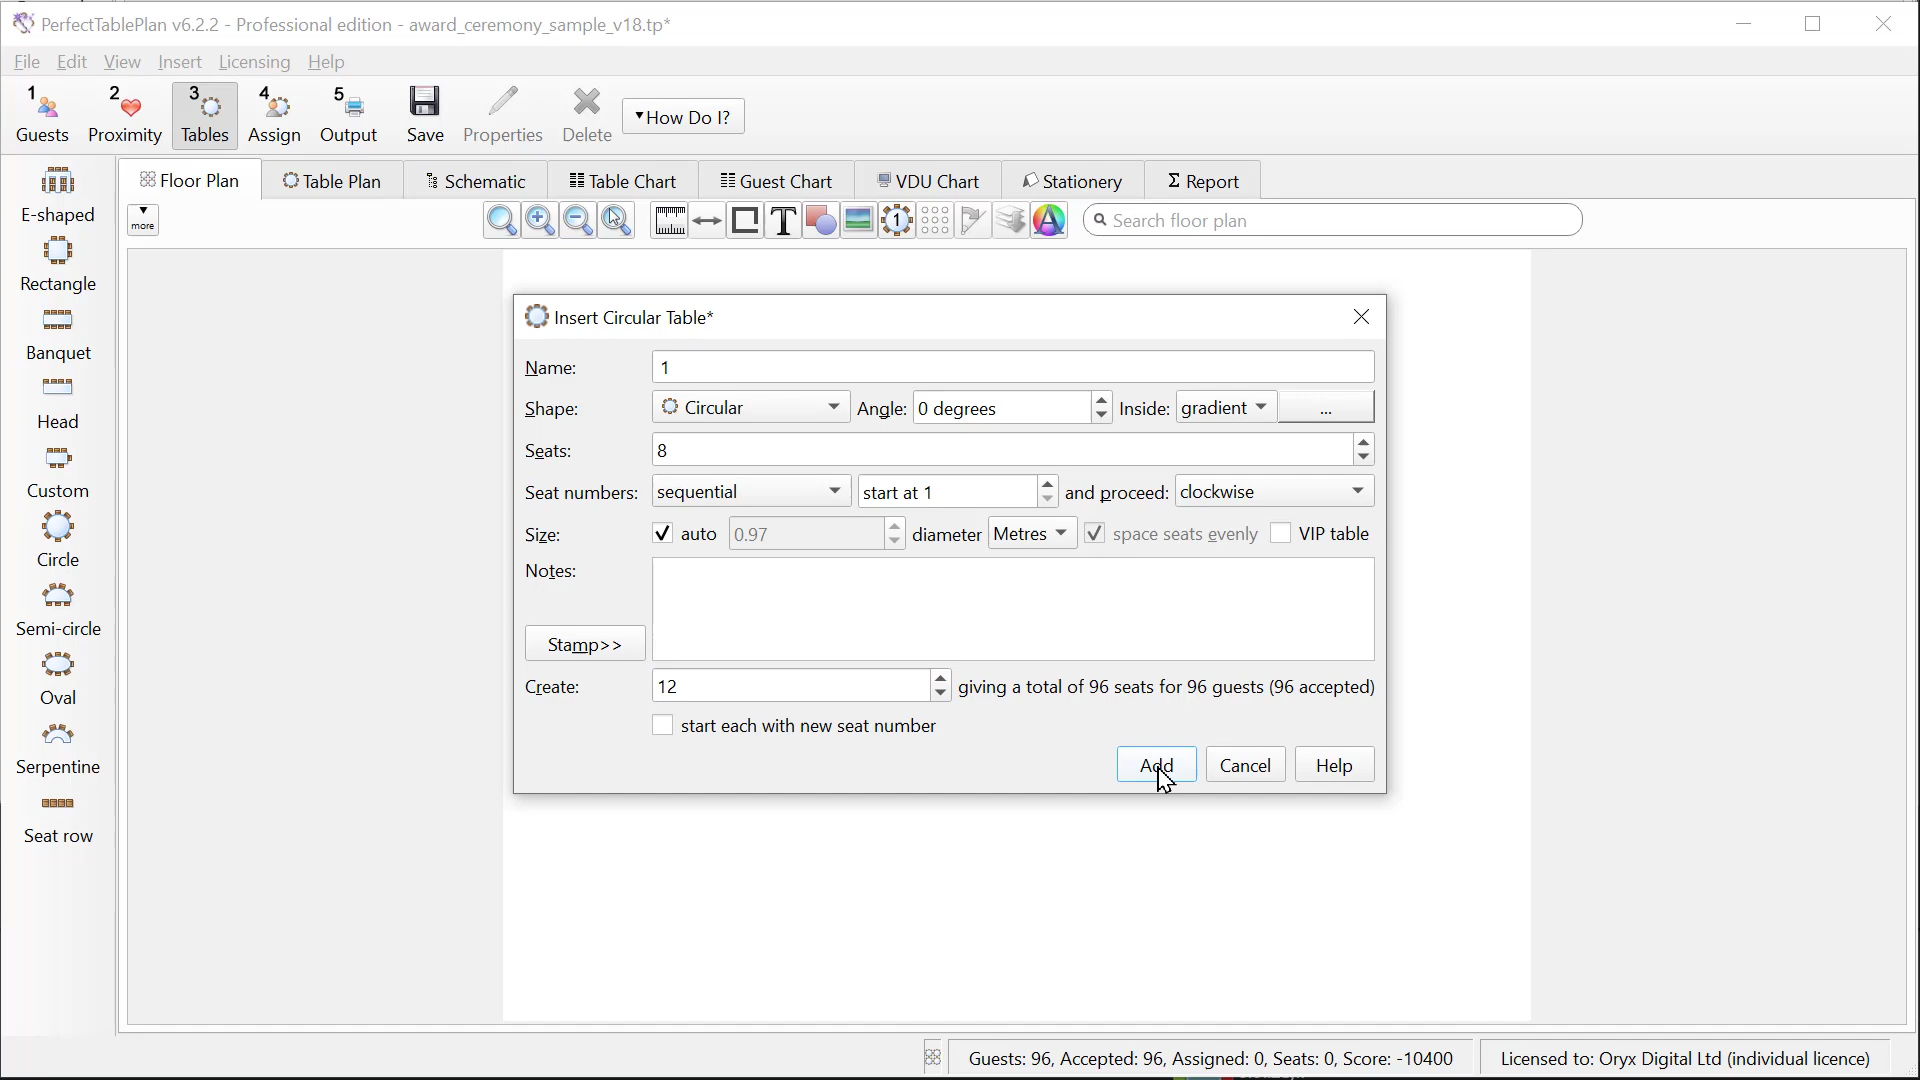 PerfectTablePlan v6.2.2 - Professional edition - award_ceremony_sample_v18.tp*
File Edit View Insert Licensing Help
1 2 3 4 5
Guests Proximity Tables Assign Output Save Properties Delete How Do I?
Floor Plan Table Plan Schematic Table Chart Guest Chart VDU Chart Stationery Σ Report
more T 1 A Search floor plan
E-shaped
Rectangle
Banquet
Head
Custom
Circle
Semi-circle
Oval
Serpentine
Seat row
Insert Circular Table*
Name: 1
Shape: Circular Angle: 0 degrees Inside: gradient ...
Seats: 8
Seat numbers: sequential start at 1 and proceed: clockwise
Size: auto 0.97 diameter Metres space seats evenly VIP table
Notes:
Stamp>>
Create: 12 giving a total of 96 seats for 96 guests (96 accepted)
start each with new seat number
Add Cancel Help
Guests: 96, Accepted: 96, Assigned: 0, Seats: 0, Score: -10400 Licensed to: Oryx Digital Ltd (individual licence)